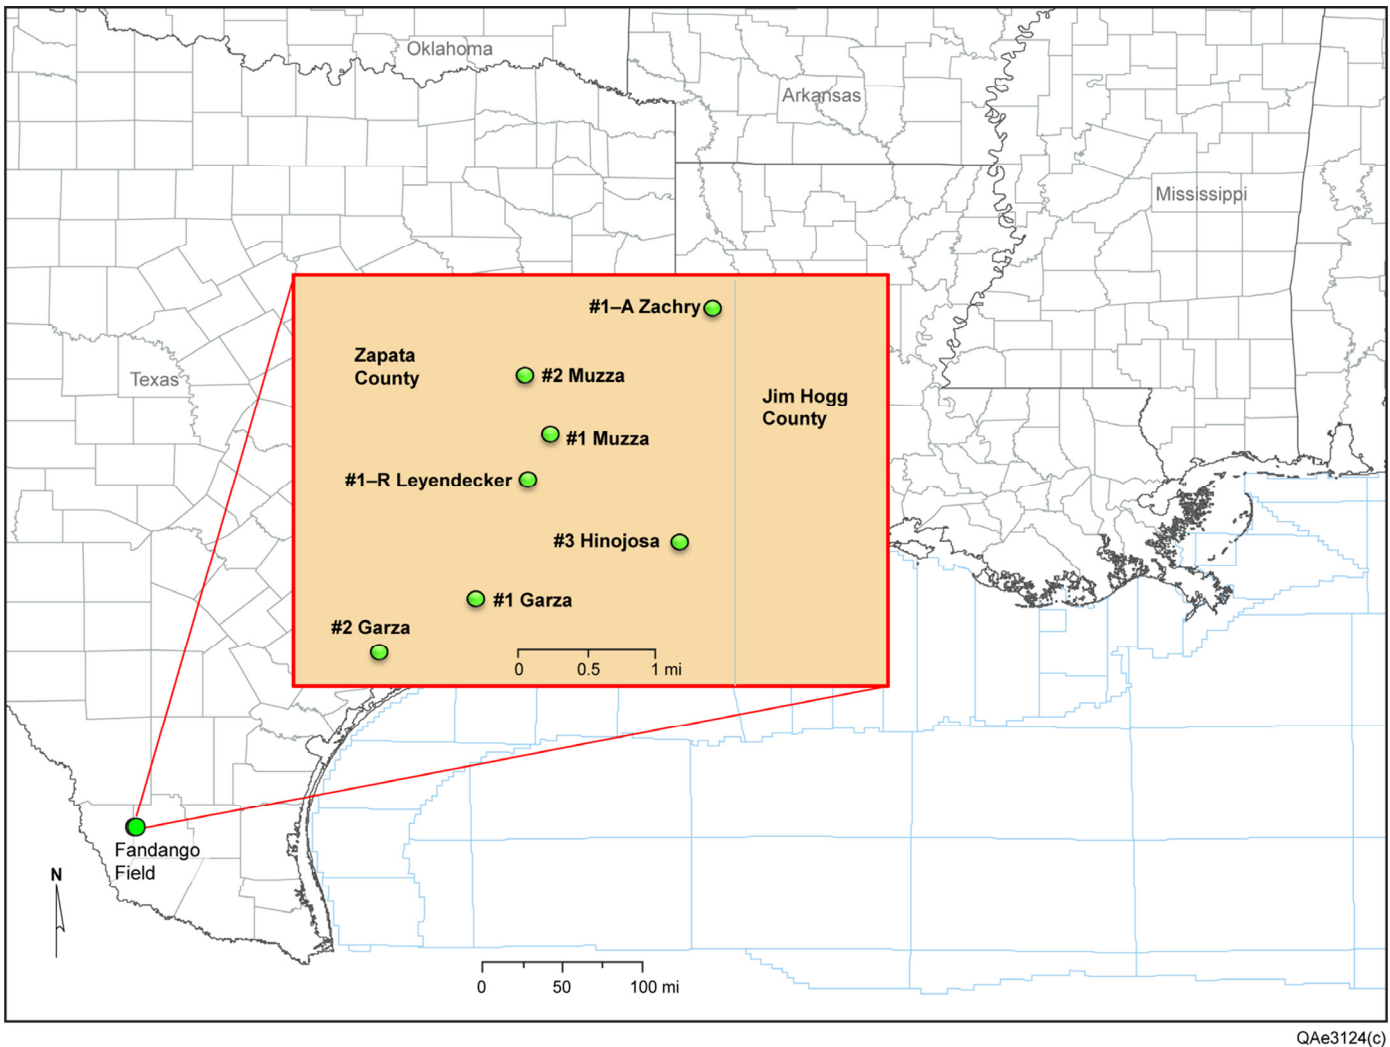 Oklahoma
Arkansas
Mississippi
Texas
#1–A Zachry
Zapata
County
#2 Muzza
Jim Hogg
County
#1 Muzza
#1–R Leyendecker
#3 Hinojosa
#1 Garza
#2 Garza
0 0.5 1 mi
Fandango
Field
N
0 50 100 mi
QAe3124(c)